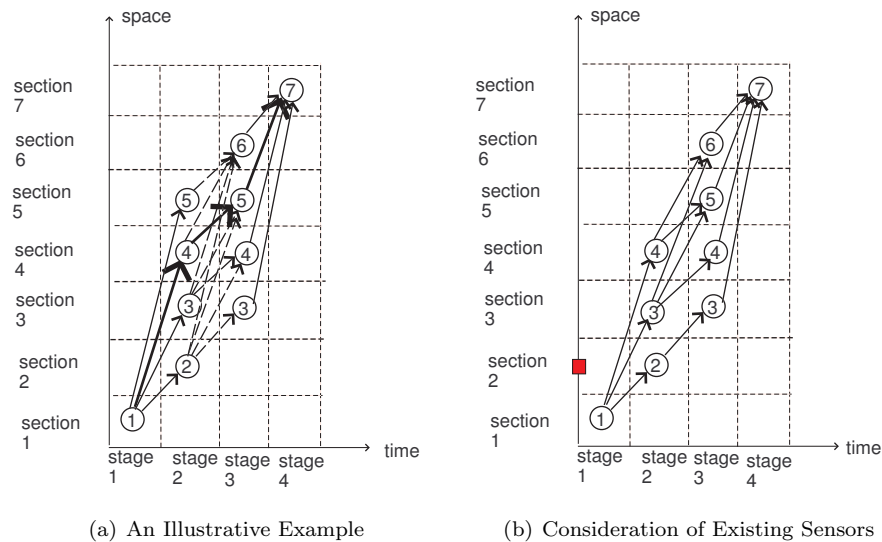 space
section
7
section
6
section
5
section
4
section
3
section
2
section
1
7
6
5
5
4
4
3
3
2
1
time
stage
1
stage
2
stage
3
stage
4
(a) An Illustrative Example
space
section
7
section
6
section
5
section
4
section
3
section
2
section
1
7
6
5
4
4
3
3
2
1
time
stage
1
stage
2
stage
3
stage
4
(b) Consideration of Existing Sensors